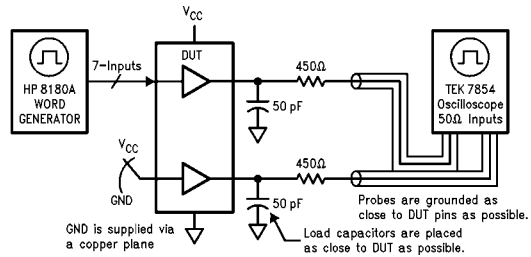 VCC
HP 8180A
WORD
GENERATOR
7-Inputs
DUT
450Ω
50 pF
TEK 7854
Oscilloscope
50Ω Inputs
VCC
GND
450Ω
50 pF
GND is supplied via
a copper plane
Probes are grounded as
close to DUT pins as possible.
Load capacitors are placed
as close to DUT as possible.